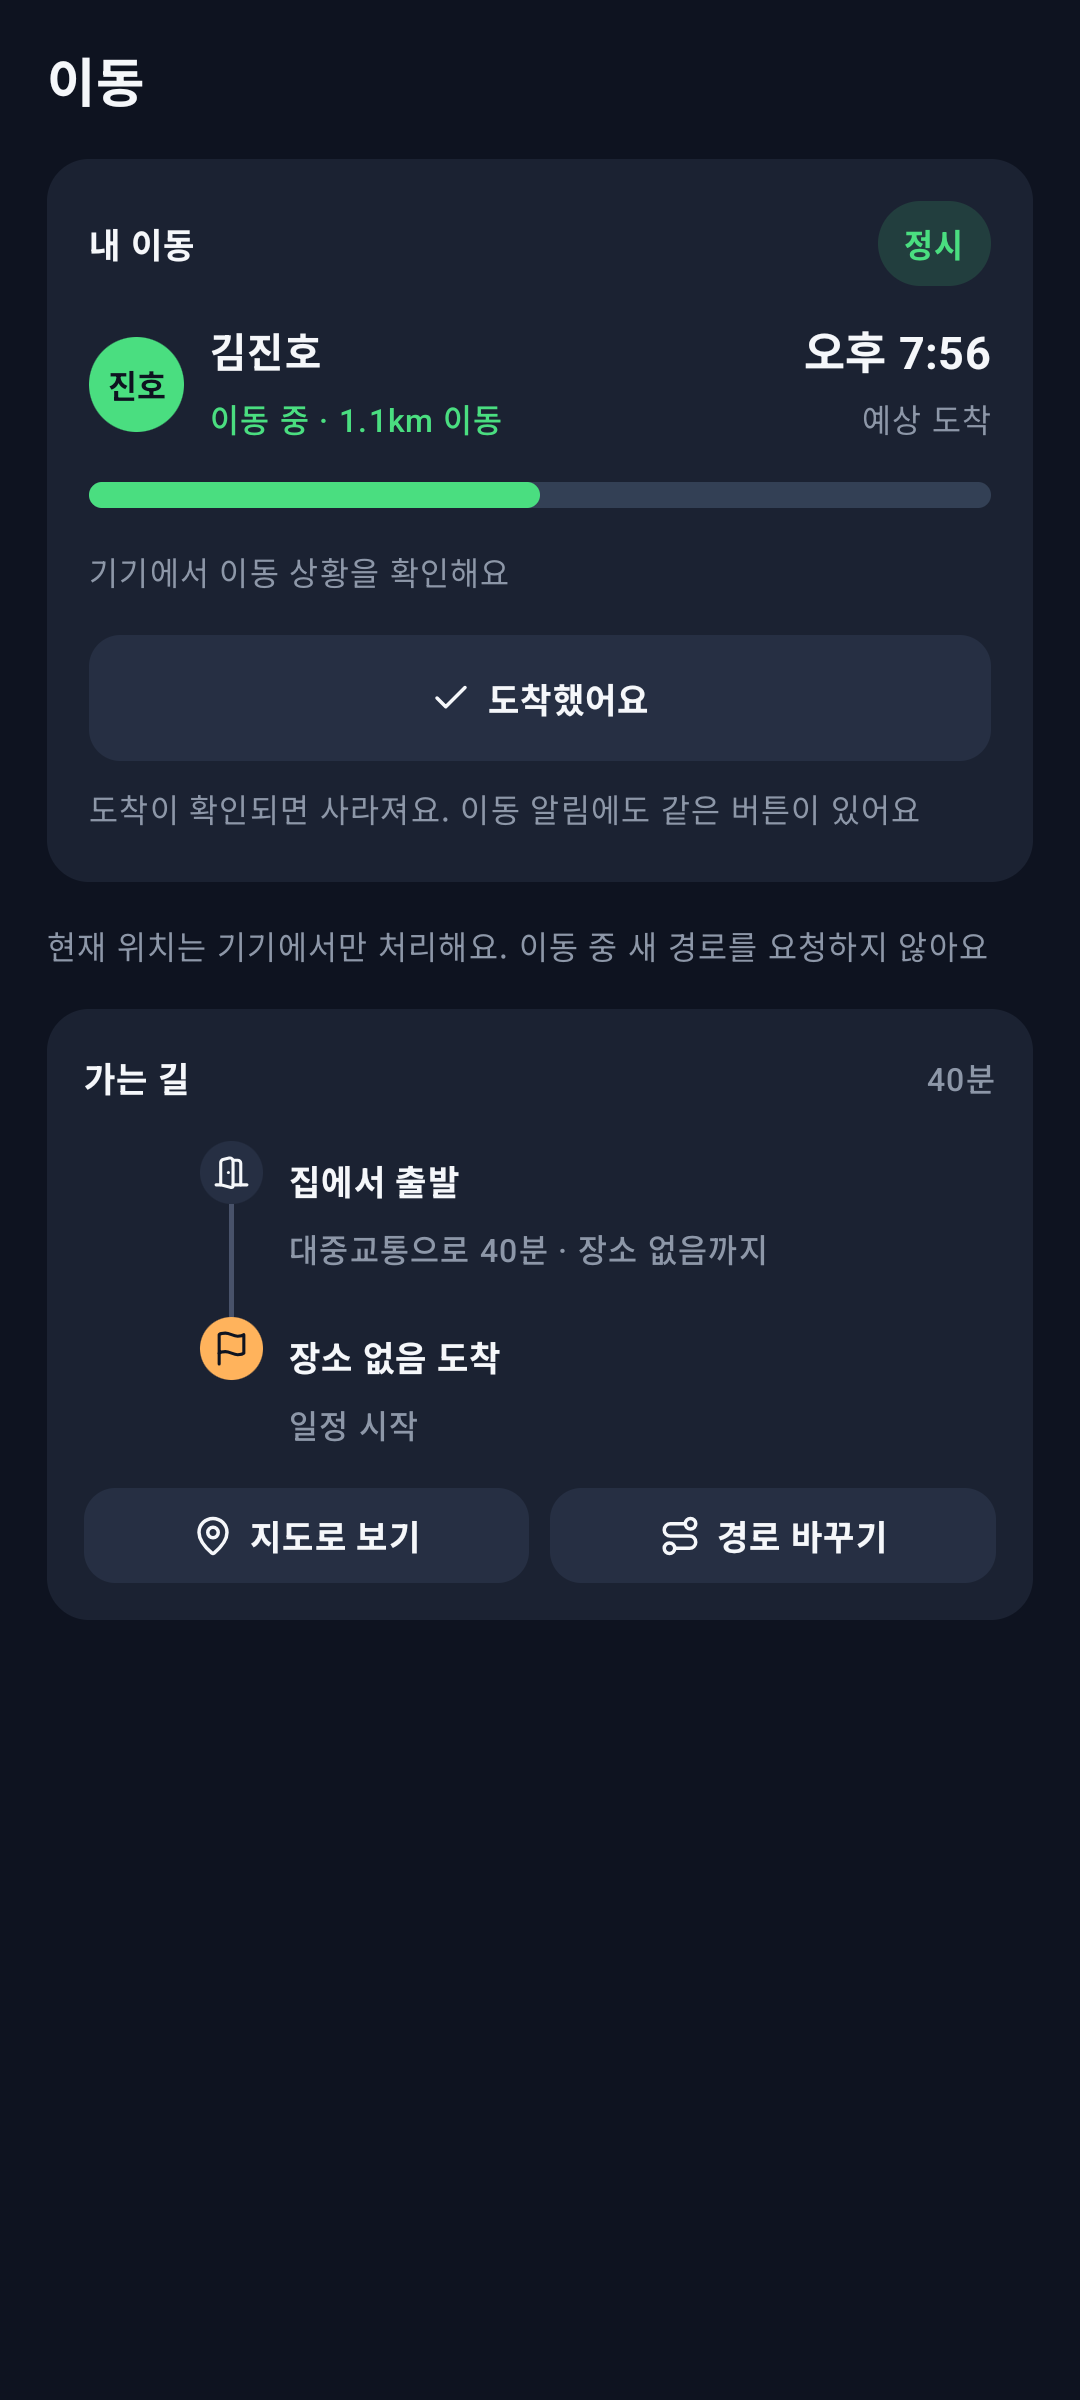 이동
내 이동
정시
진호
김진호
오후 7:56
이동 중 · 1.1km 이동
예상 도착
기기에서 이동 상황을 확인해요
도착했어요
도착이 확인되면 사라져요. 이동 알림에도 같은 버튼이 있어요
현재 위치는 기기에서만 처리해요. 이동 중 새 경로를 요청하지 않아요
가는 길
40분
집에서 출발
대중교통으로 40분 · 장소 없음까지
장소 없음 도착
일정 시작
지도로 보기
경로 바꾸기